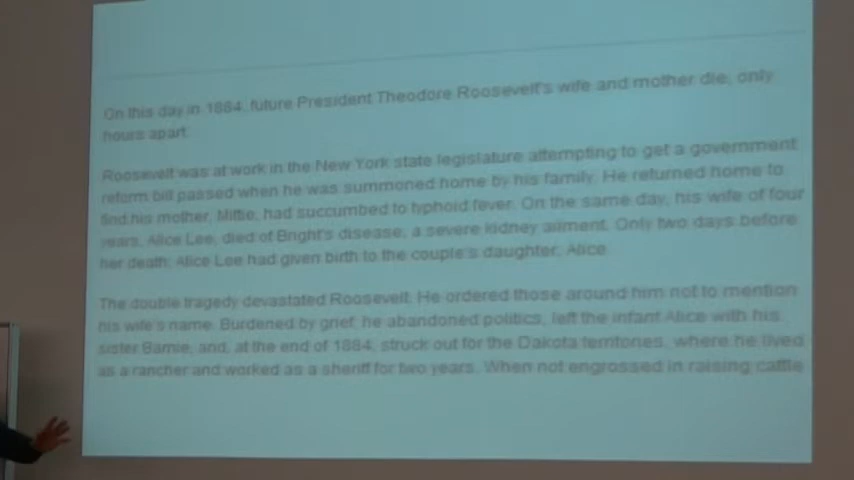 On this day in 1884, future President Theodore Roosevelt's wife and mother die, only
hours apart.
Roosevelt was at work in the New York state legislature attempting to get a government
reform bill passed when he was summoned home by his family. He returned home to
find his mother, Mittie, had succumbed to typhoid fever. On the same day, his wife of four
years, Alice Lee, died of Bright's disease, a severe kidney ailment. Only two days before
her death, Alice Lee had given birth to the couple's daughter, Alice.
The double tragedy devastated Roosevelt. He ordered those around him not to mention
his wife's name. Burdened by grief, he abandoned politics, left the infant Alice with his
sister Bamie, and, at the end of 1884, struck out for the Dakota territories, where he lived
as a rancher and worked as a sheriff for two years. When not engrossed in raising cattle